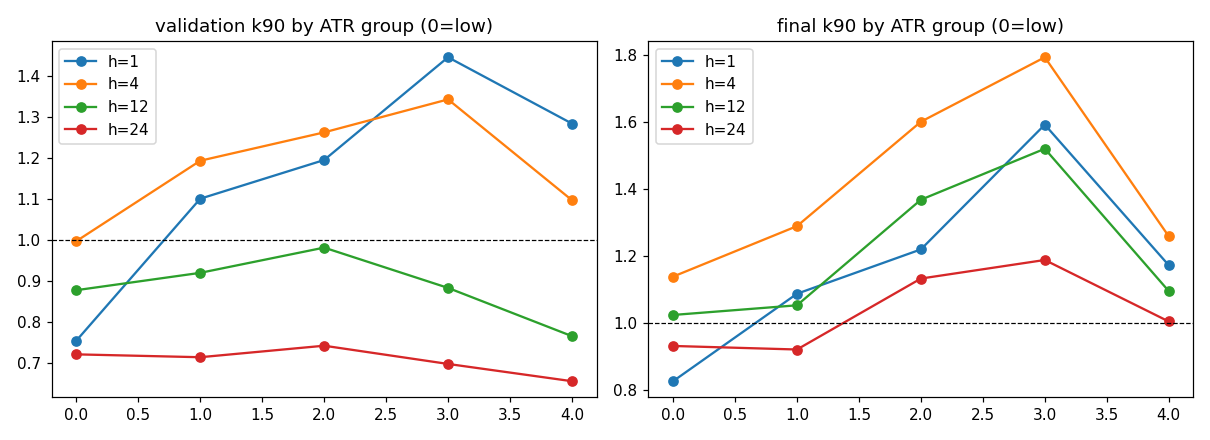 validation k90 by ATR group (0=low)
h=1
h=4
h=12
h=24
1.4
1.3
1.2
1.1
1.0
0.9
0.8
0.7
0.0 0.5 1.0 1.5 2.0 2.5 3.0 3.5 4.0
final k90 by ATR group (0=low)
h=1
h=4
h=12
h=24
1.8
1.6
1.4
1.2
1.0
0.8
0.0 0.5 1.0 1.5 2.0 2.5 3.0 3.5 4.0